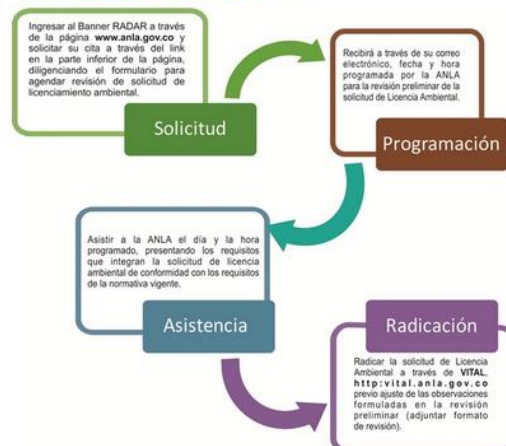 Ingresar al Banner RADAR a través
de la página www.anla.gov.co y
solicitar su cita a través del link
en la parte inferior de la página,
diligenciando el formulario para
agendar revisión de solicitud de
licenciamiento ambiental.
Solicitud
Recibirá a través de su correo
electrónico, fecha y hora
programada por la ANLA
para la revisión preliminar de la
solicitud de Licencia Ambiental.
Programación
Asistir a la ANLA el día y la hora
programado, presentando los requisitos
que integran la solicitud de licencia
ambiental de conformidad con los requisitos
de la normativa vigente.
Asistencia
Radicación
Radicar la solicitud de Licencia
Ambiental a través de VITAL,
http:vital.anla.gov.co
previo ajuste de las observaciones
formuladas en la revisión
preliminar (adjuntar formato
de revisión).